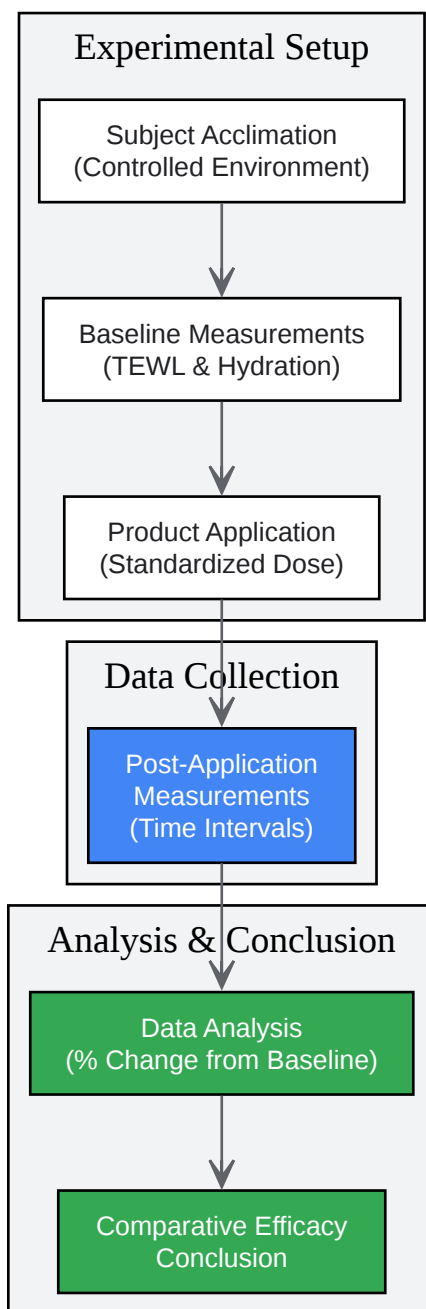 Experimental Setup
Subject Acclimation
(Controlled Environment)
Baseline Measurements
(TEWL & Hydration)
Product Application
(Standardized Dose)
Data Collection
Post-Application
Measurements
(Time Intervals)
Analysis & Conclusion
Data Analysis
(% Change from Baseline)
Comparative Efficacy
Conclusion